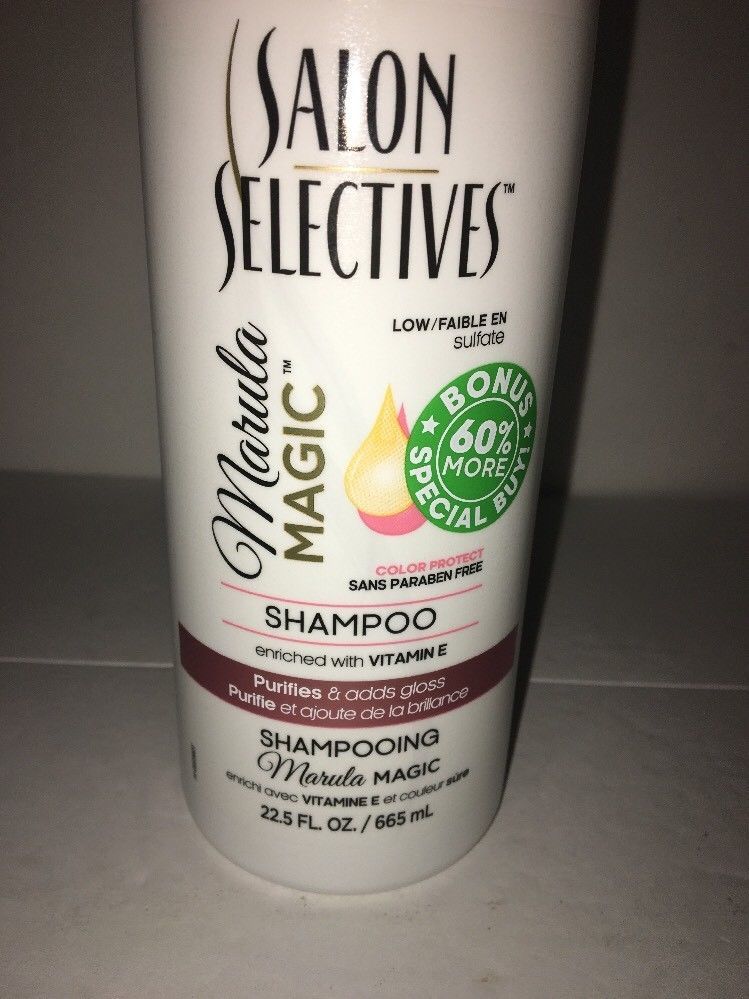 SALON
SELECTIVES™
LOW/FAIBLE EN
sulfate
Marula
MAGIC™
BONUS
60%
MORE
SPECIAL BUY!
COLOR PROTECT
SANS PARABEN FREE
SHAMPOO
enriched with VITAMIN E
Purifies & adds gloss
Purifie et ajoute de la brillance
SHAMPOOING
Marula MAGIC
enrichi avec VITAMINE E et couleur sûre
22.5 FL. OZ. / 665 mL